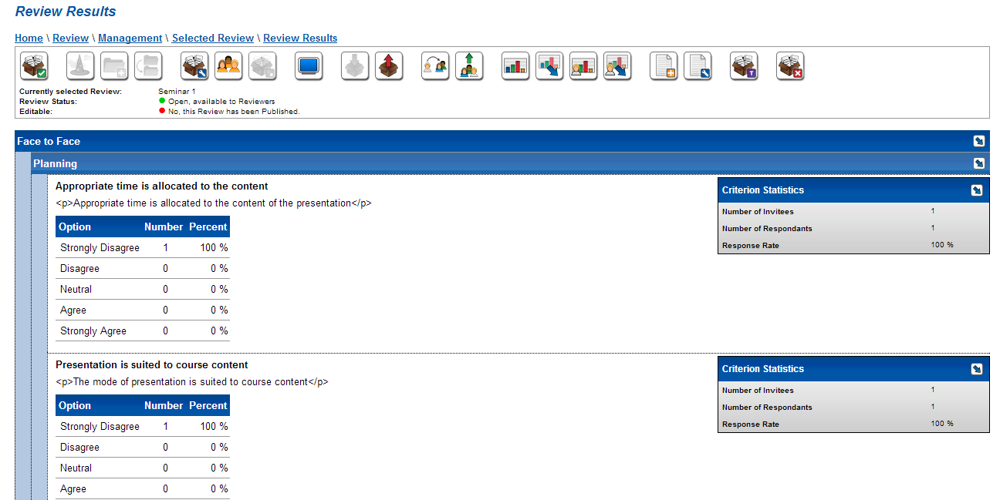 Review Results
Home \ Review \ Management \ Selected Review \ Review Results
Currently selected Review: Seminar 1
Review Status: Open, available to Reviewers
Editable: No, this Review has been Published.
Face to Face
Planning
Appropriate time is allocated to the content
<p>Appropriate time is allocated to the content of the presentation</p>
Option Number Percent
Strongly Disagree 1 100 %
Disagree 0 0 %
Neutral 0 0 %
Agree 0 0 %
Strongly Agree 0 0 %
Criterion Statistics
Number of Invitees 1
Number of Respondants 1
Response Rate 100 %
Presentation is suited to course content
<p>The mode of presentation is suited to course content</p>
Option Number Percent
Strongly Disagree 1 100 %
Disagree 0 0 %
Neutral 0 0 %
Agree 0 0 %
Criterion Statistics
Number of Invitees 1
Number of Respondants 1
Response Rate 100 %